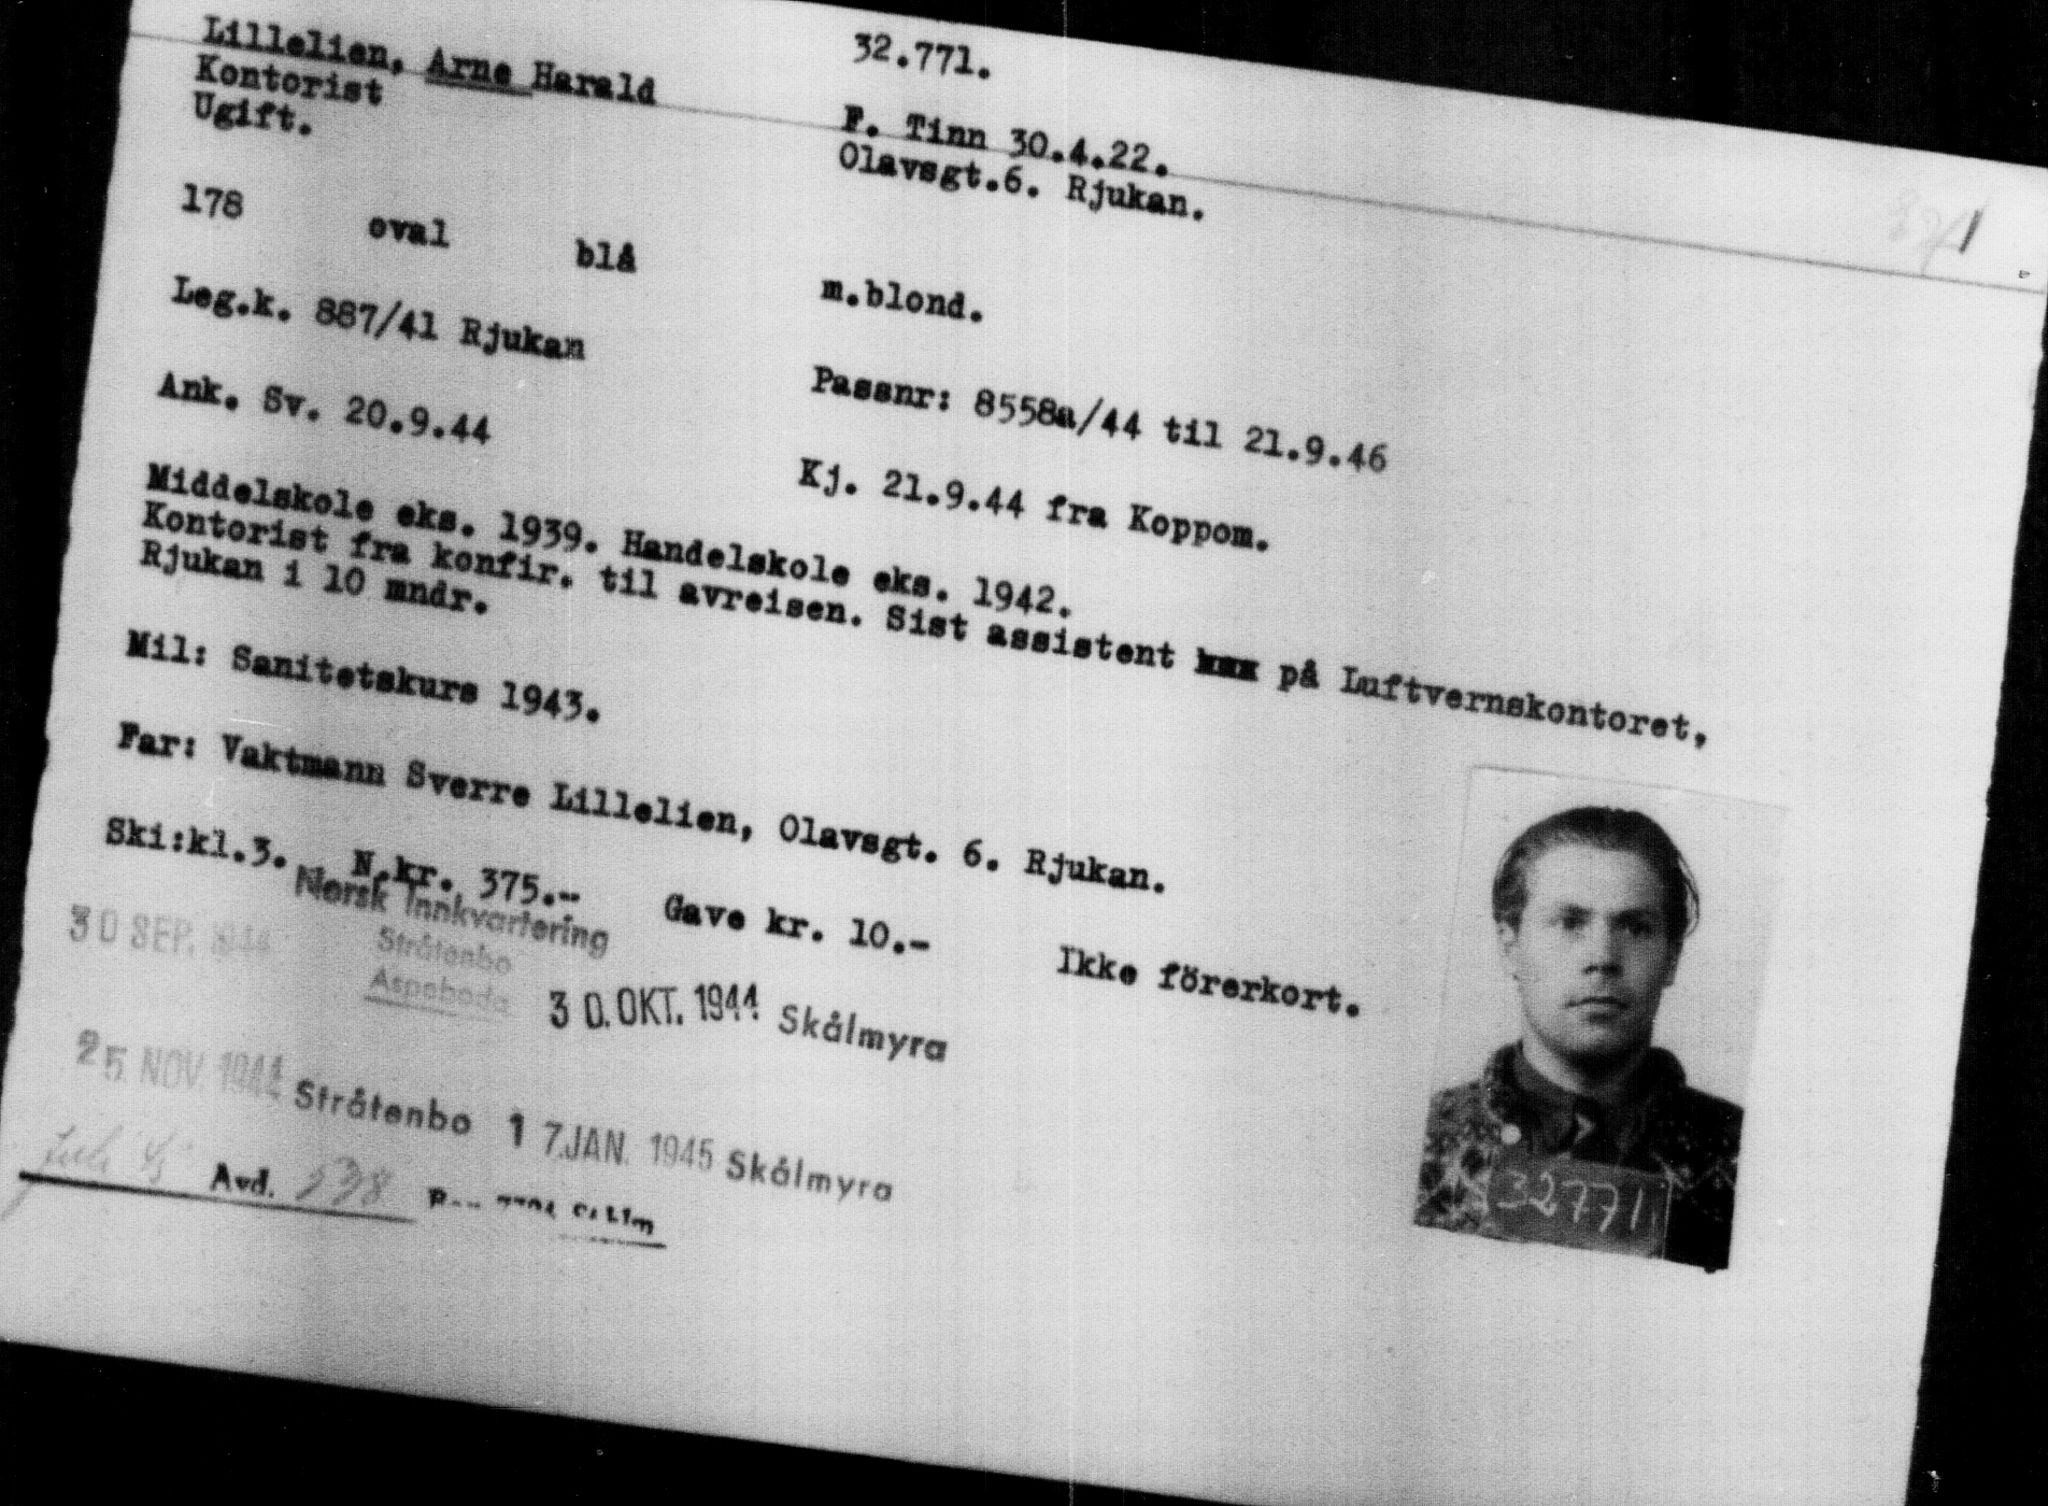 Lillelien, Arne Harald
32.771.
Kontorist
F. Tinn 30.4.22.
Ugift.
Olavsgt.6. Rjukan.
178 oval blå m.blond.
Leg.k. 887/41 Rjukan
Passnr: 8558a/44 til 21.9.46
Ank. Sv. 20.9.44
Kj. 21.9.44 fra Koppom.
Middelskole eks. 1939. Handelskole eks. 1942.
Kontorist fra konfir. til avreisen. Sist assistent på Luftvernskontoret,
Rjukan i 10 mndr.
Mil: Sanitetskurs 1943.
Far: Vaktmann Sverre Lillelien, Olavsgt. 6. Rjukan.
Ski:kl.3. N.kr. 375.- Gave kr. 10.- Ikke förerkort.
Norsk Innkvartering
30 SEP. 1944 Stråtenbo
Aspeboda
30. OKT. 1944 Skålmyra
25. NOV. 1944 Stråtenbo 17. JAN. 1945 Skålmyra
Avd. 538
32771.